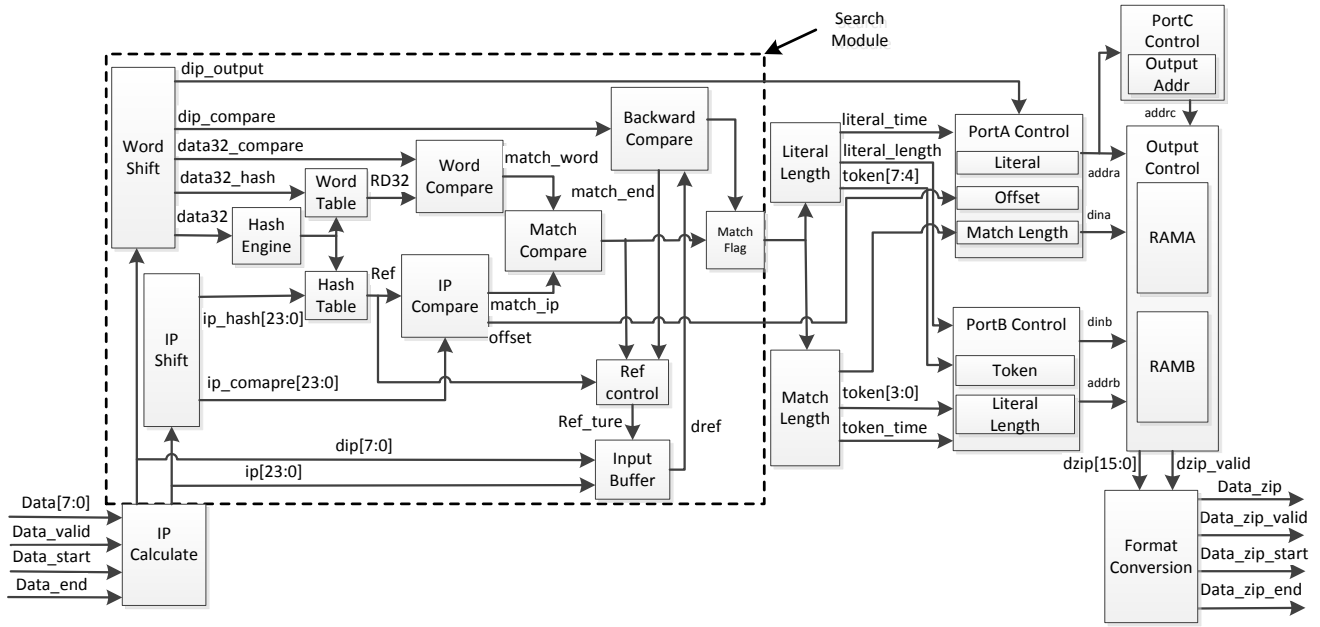 Search
Module
PortC
Control
Output
Addr
addrc
dip_output
dip_compare
data32_compare
data32_hash
data32
Word
Shift
Hash
Engine
Word
Table
RD32
Word
Compare
match_word
match_end
Backward
Compare
Match
Compare
Match
Flag
Hash
Table
Ref
IP
Compare
match_ip
offset
IP
Shift
ip_hash[23:0]
ip_comapre[23:0]
Ref
control
Ref_ture
dref
dip[7:0]
ip[23:0]
Input
Buffer
Data[7:0]
Data_valid
Data_start
Data_end
IP
Calculate
Literal
Length
literal_time
literal_length
token[7:4]
PortA Control
Literal
Offset
Match Length
addra
dina
Output
Control
RAMA
RAMB
Match
Length
token[3:0]
token_time
PortB Control
Token
Literal
Length
dinb
addrb
dzip[15:0]
dzip_valid
Format
Conversion
Data_zip
Data_zip_valid
Data_zip_start
Data_zip_end